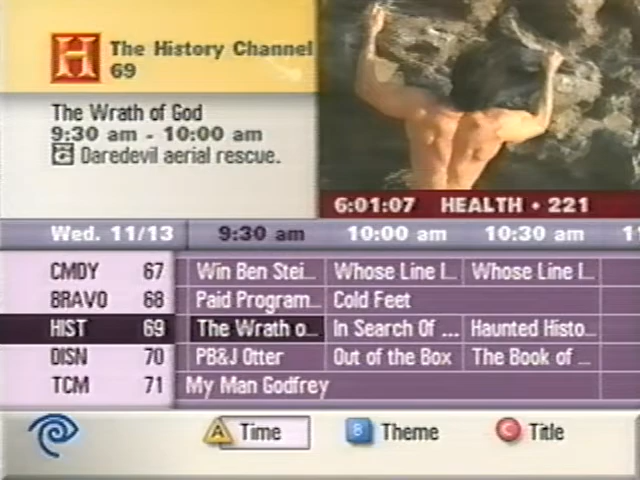 H The History Channel
69
The Wrath of God
9:30 am - 10:00 am
Daredevil aerial rescue.
6:01:07 HEALTH • 221
Wed. 11/13 9:30 am 10:00 am 10:30 am 11
CMDY 67 Win Ben Stei... Whose Line I... Whose Line I...
BRAVO 68 Paid Program... Cold Feet
HIST 69 The Wrath o... In Search Of ... Haunted Histo...
DISN 70 PB&J Otter Out of the Box The Book of ...
TCM 71 My Man Godfrey
A Time B Theme C Title